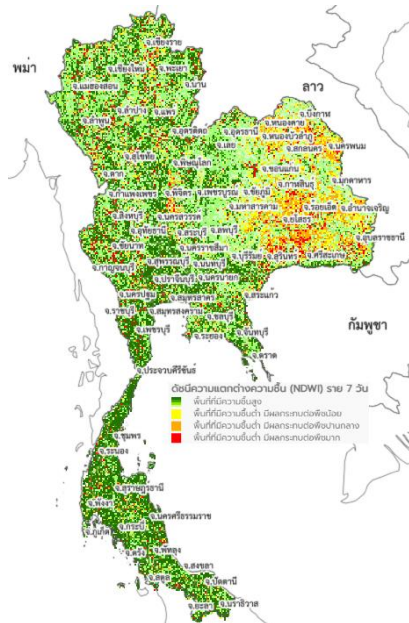 จ.เชียงราย
พม่า
จ.เชียงใหม่
จ.พะเยา
จ.แม่ฮ่องสอน
จ.น่าน
ลาว
จ.ลำปาง
จ.แพร่
จ.ลำพูน
จ.อุตรดิตถ์
จ.บึงกาฬ
จ.หนองคาย
จ.อุดรธานี
จ.หนองบัวลำภู
จ.เลย
จ.สกลนคร
จ.นครพนม
จ.สุโขทัย
จ.พิษณุโลก
จ.ขอนแก่น
จ.ตาก
จ.มุกดาหาร
จ.กาฬสินธุ์
จ.กำแพงเพชร
จ.พิจิตร
จ.เพชรบูรณ์
จ.ชัยภูมิ
จ.มหาสารคาม
จ.ร้อยเอ็ด
จ.อำนาจเจริญ
จ.สิงห์บุรี
จ.นครสวรรค์
จ.ยโสธร
จ.อุทัยธานี
จ.สระบุรี
จ.ลพบุรี
จ.อุบลราชธานี
จ.ชัยนาท
จ.นครราชสีมา
จ.บุรีรัมย์
จ.สุรินทร์
จ.ศรีสะเกษ
จ.สุพรรณบุรี
จ.นนทบุรี
จ.กาญจนบุรี
จ.ปราจีนบุรี
จ.นครนายก
จ.นครปฐม
จ.สมุทรสาคร
จ.สระแก้ว
จ.ราชบุรี
จ.สมุทรสงคราม
จ.ชลบุรี
กัมพูชา
จ.เพชรบุรี
จ.ระยอง
จ.จันทบุรี
จ.ตราด
จ.ประจวบคีรีขันธ์
ดัชนีความแตกต่างความชื้น (NDWI) ราย 7 วัน
พื้นที่ที่มีความชื้นสูง
พื้นที่ที่มีความชื้นต่ำ มีผลกระทบต่อพืชน้อย
พื้นที่ที่มีความชื้นต่ำ มีผลกระทบต่อพืชปานกลาง
พื้นที่ที่มีความชื้นต่ำ มีผลกระทบต่อพืชมาก
จ.ชุมพร
จ.ระนอง
จ.สุราษฎร์ธานี
จ.พังงา
จ.นครศรีธรรมราช
จ.ภูเก็ต
จ.กระบี่
จ.ตรัง
จ.พัทลุง
จ.สงขลา
จ.สตูล
จ.ปัตตานี
จ.ยะลา
จ.นราธิวาส